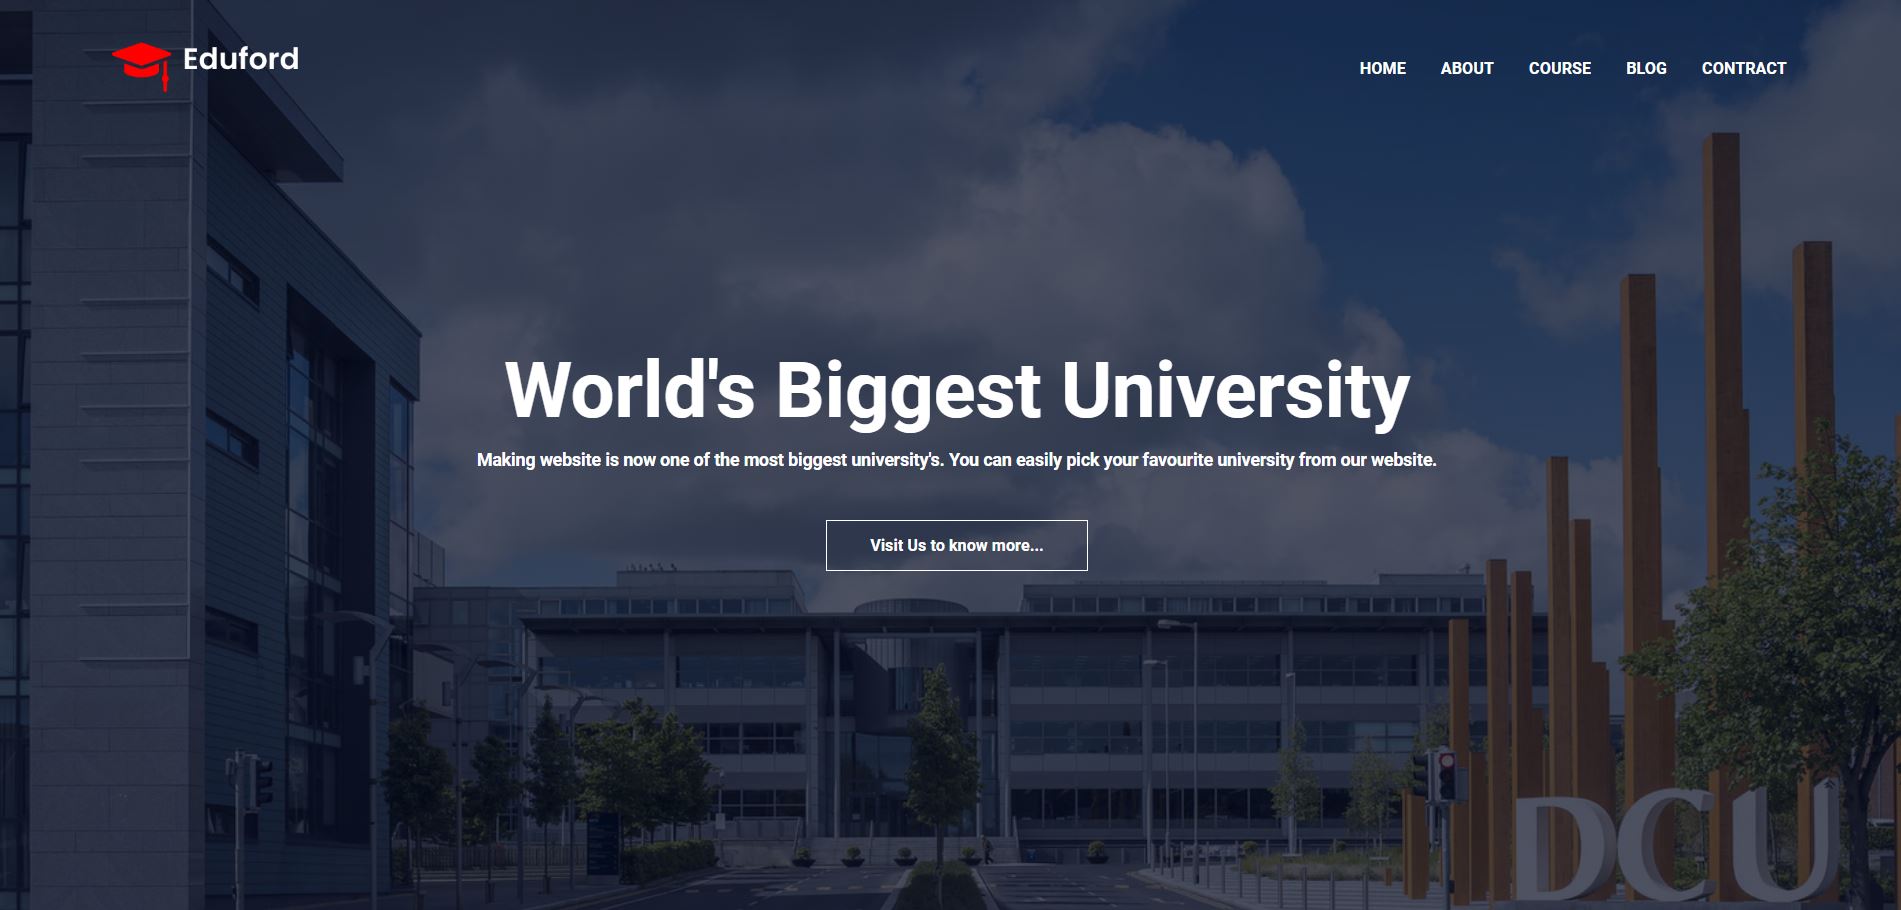 Eduford
HOME ABOUT COURSE BLOG CONTRACT
World's Biggest University
Making website is now one of the most biggest university's. You can easily pick your favourite university from our website.
Visit Us to know more...
DCU